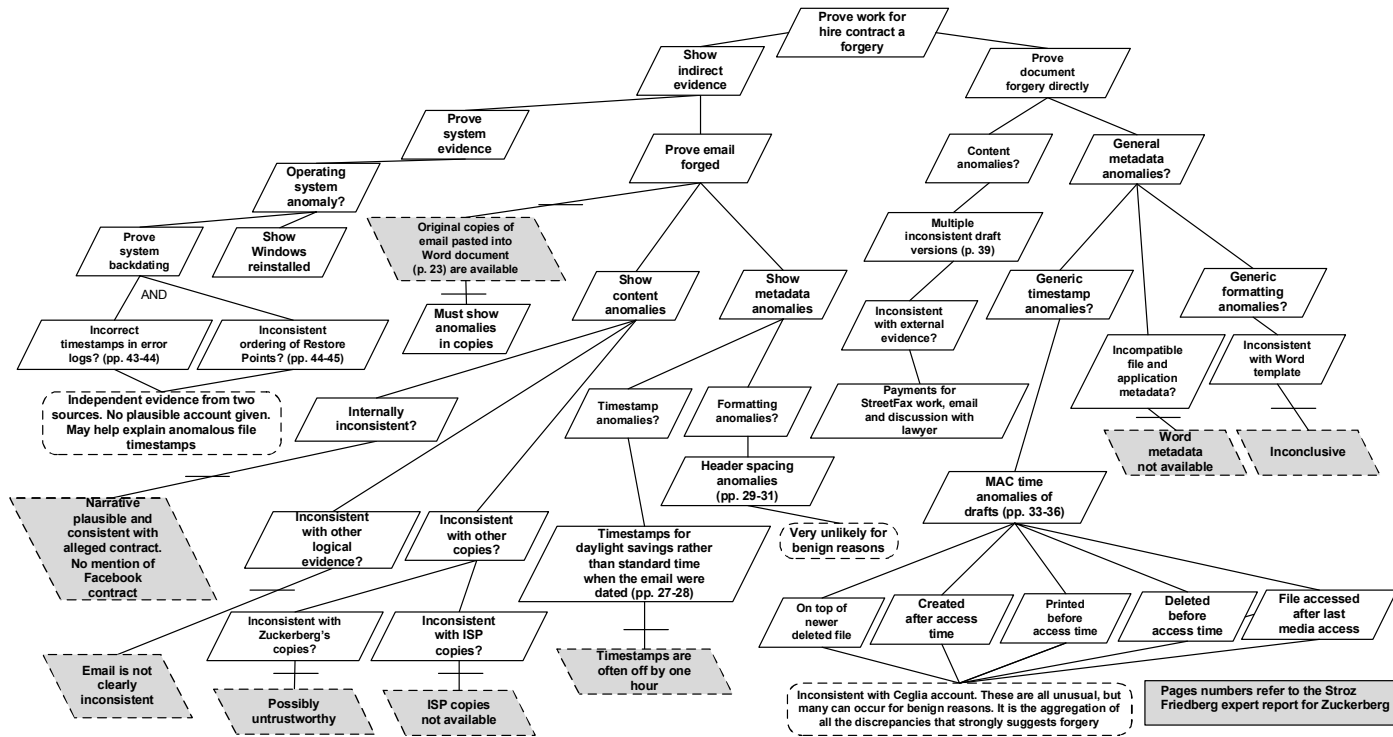 Prove work for
hire contract a
forgery
Show
indirect
evidence
Prove
document
forgery directly
Prove
system
evidence
Prove email
forged
Content
anomalies?
General
metadata
anomalies?
Operating
system
anomaly?
Prove
system
backdating
Show
Windows
reinstalled
Original copies of
email pasted into
Word document
(p. 23) are available
Multiple
inconsistent draft
versions (p. 39)
Show
content
anomalies
Show
metadata
anomalies
Generic
timestamp
anomalies?
Generic
formatting
anomalies?
AND
Incorrect
timestamps in error
logs? (pp. 43-44)
Inconsistent
ordering of Restore
Points? (pp. 44-45)
Must show
anomalies
in copies
Inconsistent
with external
evidence?
Incompatible
file and
application
metadata?
Inconsistent
with Word
template
Independent evidence from two
sources. No plausible account given.
May help explain anomalous file
timestamps
Internally
inconsistent?
Timestamp
anomalies?
Formatting
anomalies?
Payments for
StreetFax work, email
and discussion with
lawyer
Word
metadata
not available
Inconclusive
Header spacing
anomalies
(pp. 29-31)
MAC time
anomalies of
drafts (pp. 33-36)
Narrative
plausible and
consistent with
alleged contract.
No mention of
Facebook
contract
Inconsistent
with other
logical
evidence?
Inconsistent
with other
copies?
Timestamps for
daylight savings rather
than standard time
when the email were
dated (pp. 27-28)
Very unlikely for
benign reasons
On top of
newer
deleted file
Created
after access
time
Printed
before
access time
Deleted
before
access time
File accessed
after last
media access
Inconsistent with
Zuckerberg's
copies?
Inconsistent
with ISP
copies?
Email is not
clearly
inconsistent
Possibly
untrustworthy
ISP copies
not available
Timestamps are
often off by one
hour
Inconsistent with Ceglia account. These are all unusual, but
many can occur for benign reasons. It is the aggregation of
all the discrepancies that strongly suggests forgery
Pages numbers refer to the Stroz
Friedberg expert report for Zuckerberg